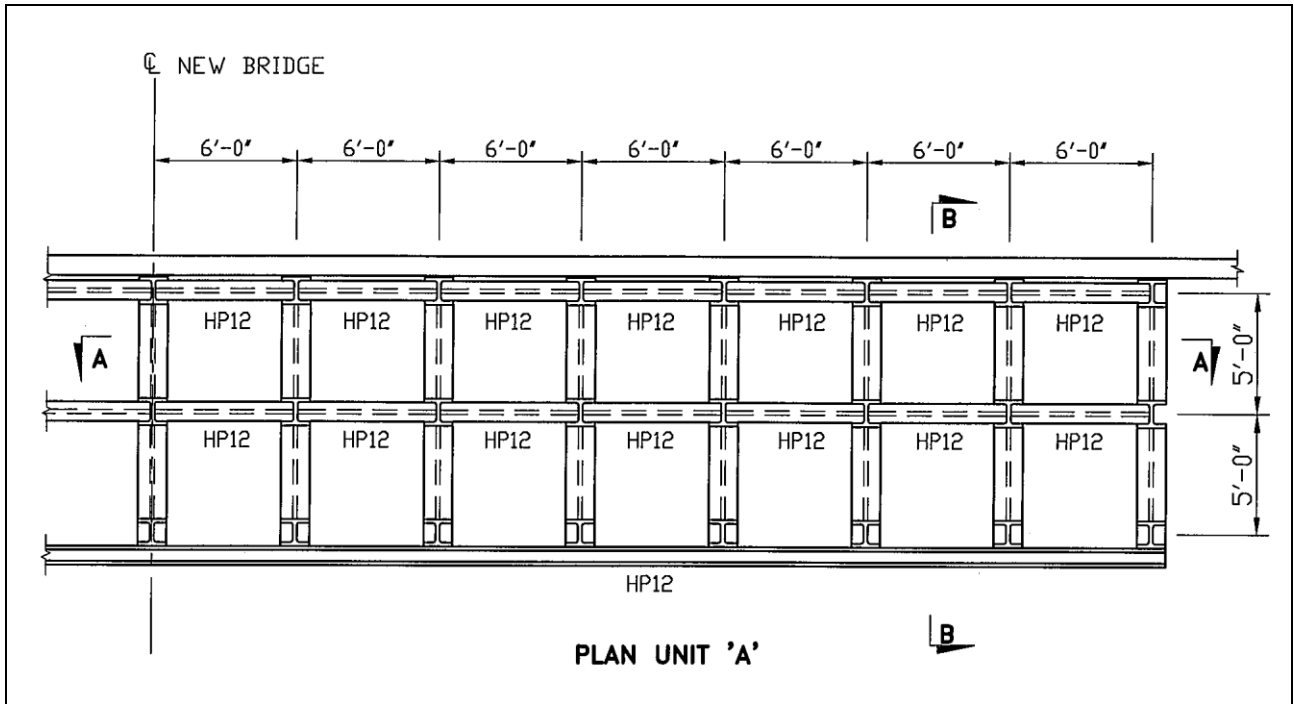 ℄ NEW BRIDGE
6'-0" 6'-0" 6'-0" 6'-0" 6'-0" 6'-0" 6'-0"
B
HP12 HP12 HP12 HP12 HP12 HP12 HP12
A A
5'-0"
HP12 HP12 HP12 HP12 HP12 HP12 HP12
5'-0"
HP12
PLAN UNIT 'A'
B